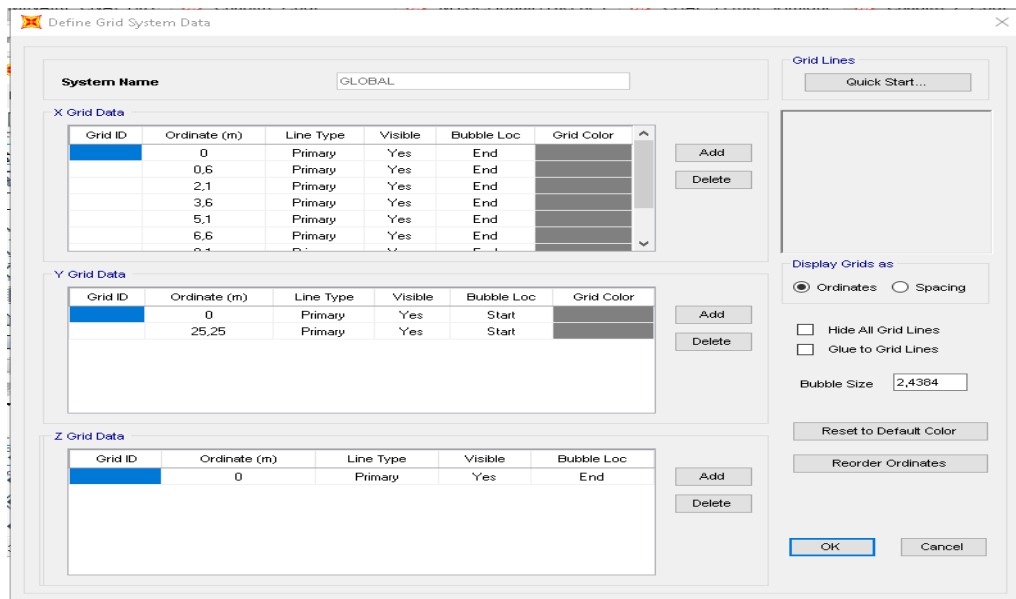 Define Grid System Data
System Name GLOBAL
Grid Lines
Quick Start...
X Grid Data
Grid ID Ordinate (m) Line Type Visible Bubble Loc Grid Color
0 Primary Yes End
0,6 Primary Yes End
2,1 Primary Yes End
3,6 Primary Yes End
5,1 Primary Yes End
6,6 Primary Yes End
Add
Delete
Y Grid Data
Grid ID Ordinate (m) Line Type Visible Bubble Loc Grid Color
0 Primary Yes Start
25,25 Primary Yes Start
Add
Delete
Z Grid Data
Grid ID Ordinate (m) Line Type Visible Bubble Loc
0 Primary Yes End
Add
Delete
Display Grids as
Ordinates Spacing
Hide All Grid Lines
Glue to Grid Lines
Bubble Size 2,4384
Reset to Default Color
Reorder Ordinates
OK Cancel